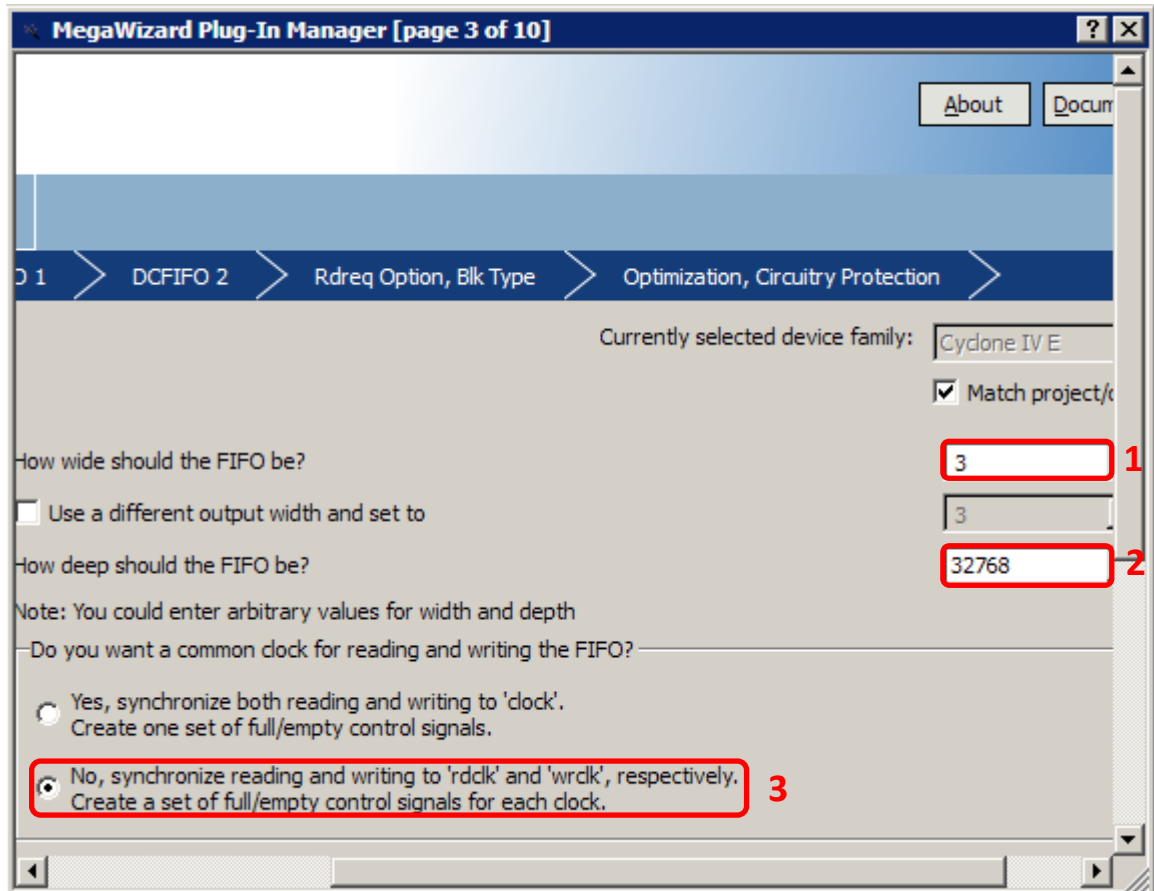 MegaWizard Plug-In Manager [page 3 of 10]
About
Docum
O 1
DCFIFO 2
Rdreq Option, Blk Type
Optimization, Circuitry Protection
Currently selected device family:
Cyclone IV E
Match project/d
How wide should the FIFO be?
3
1
Use a different output width and set to
3
How deep should the FIFO be?
32768
2
Note: You could enter arbitrary values for width and depth
Do you want a common clock for reading and writing the FIFO?
Yes, synchronize both reading and writing to 'clock'.
Create one set of full/empty control signals.
No, synchronize reading and writing to 'rdclk' and 'wrclk', respectively.
Create a set of full/empty control signals for each clock.
3